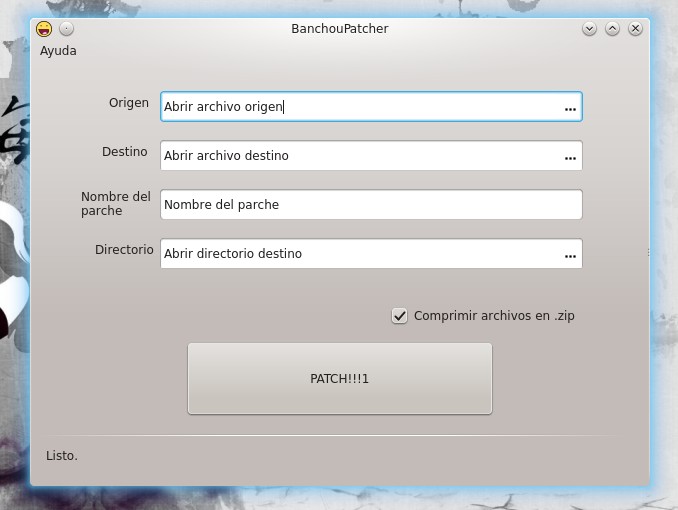 BanchouPatcher
Ayuda
Origen
Abrir archivo origen
...
Destino
Abrir archivo destino
...
Nombre del
parche
Nombre del parche
Directorio
Abrir directorio destino
...
Comprimir archivos en .zip
PATCH!!!1
Listo.